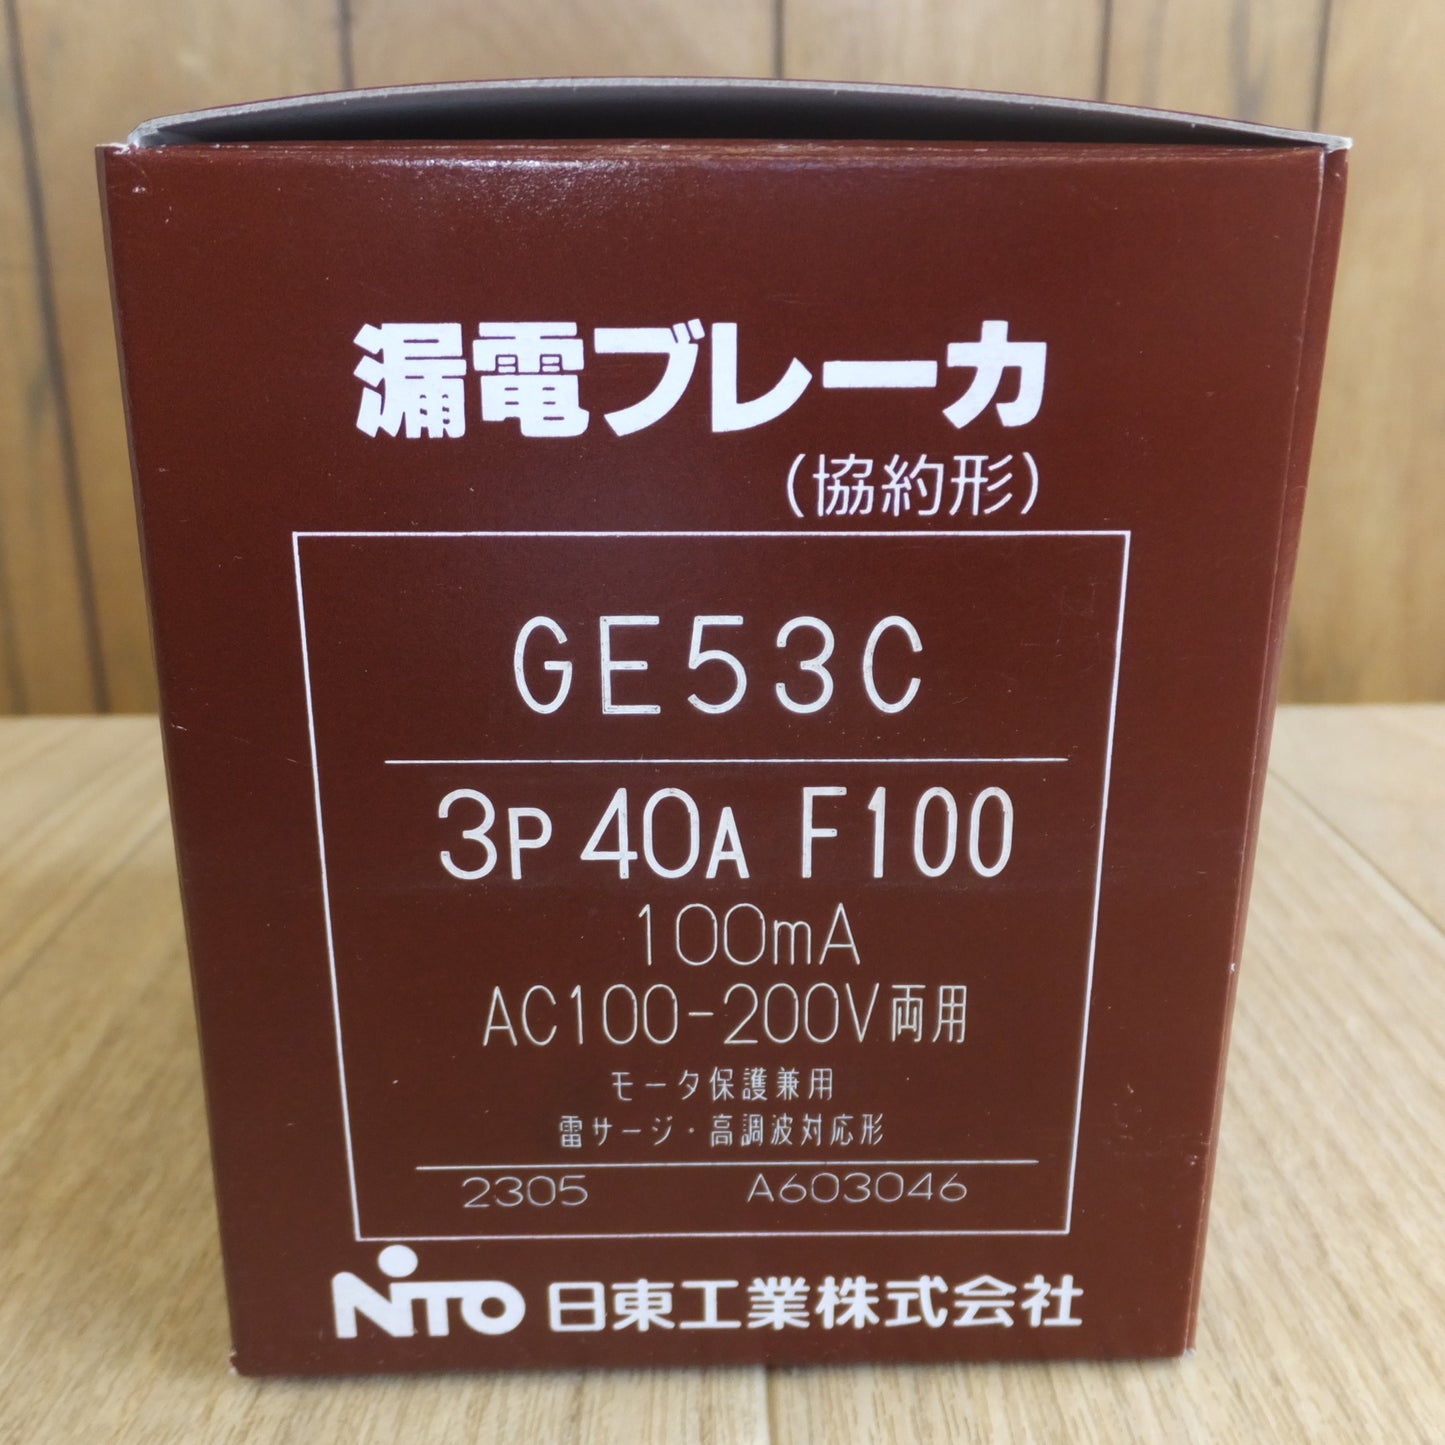 漏電ブレーカ
(協約形)
GE53C
3P 40A F100
100mA
AC100-200V両用
モータ保護兼用
雷サージ・高調波対応形
2305 A603046
NITO 日東工業株式会社